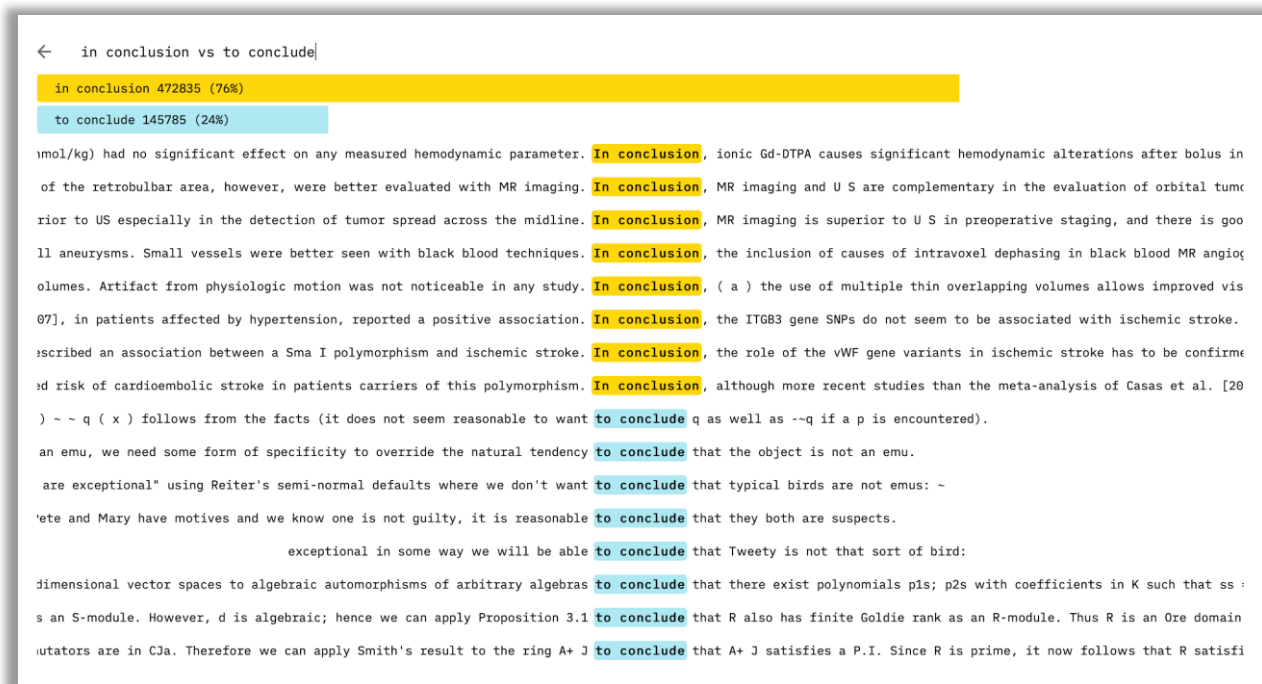 ← in conclusion vs to conclude
in conclusion 472835 (76%)
to conclude 145785 (24%)
mol/kg) had no significant effect on any measured hemodynamic parameter. In conclusion, ionic Gd-DTPA causes significant hemodynamic alterations after bolus in
of the retrobulbar area, however, were better evaluated with MR imaging. In conclusion, MR imaging and U S are complementary in the evaluation of orbital tumo
rior to US especially in the detection of tumor spread across the midline. In conclusion, MR imaging is superior to U S in preoperative staging, and there is goo
ll aneurysms. Small vessels were better seen with black blood techniques. In conclusion, the inclusion of causes of intravoxel dephasing in black blood MR angiog
olumes. Artifact from physiologic motion was not noticeable in any study. In conclusion, ( a ) the use of multiple thin overlapping volumes allows improved vis
07], in patients affected by hypertension, reported a positive association. In conclusion, the ITGB3 gene SNPs do not seem to be associated with ischemic stroke.
scribed an association between a Sma I polymorphism and ischemic stroke. In conclusion, the role of the vWF gene variants in ischemic stroke has to be confirme
ed risk of cardioembolic stroke in patients carriers of this polymorphism. In conclusion, although more recent studies than the meta-analysis of Casas et al. [20
) ~ ~ q ( x ) follows from the facts (it does not seem reasonable to want to conclude q as well as -~q if a p is encountered).
an emu, we need some form of specificity to override the natural tendency to conclude that the object is not an emu.
are exceptional" using Reiter's semi-normal defaults where we don't want to conclude that typical birds are not emus: ~
ete and Mary have motives and we know one is not guilty, it is reasonable to conclude that they both are suspects.
exceptional in some way we will be able to conclude that Tweety is not that sort of bird:
dimensional vector spaces to algebraic automorphisms of arbitrary algebras to conclude that there exist polynomials p1s; p2s with coefficients in K such that ss =
s an S-module. However, d is algebraic; hence we can apply Proposition 3.1 to conclude that R also has finite Goldie rank as an R-module. Thus R is an Ore domain
utators are in CJa. Therefore we can apply Smith's result to the ring A+ J to conclude that A+ J satisfies a P.I. Since R is prime, it now follows that R satisfi